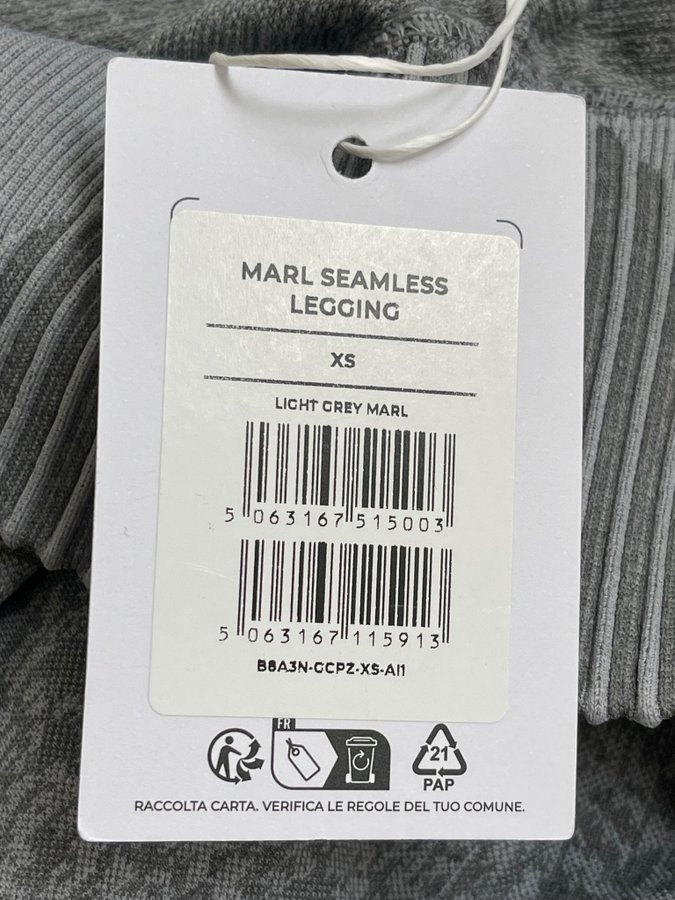 MARL SEAMLESS
LEGGING
XS
LIGHT GREY MARL
5 063167 515003
5 063167 115913
B8A3N-GCPZ-XS-AI1
FR
21
PAP
RACCOLTA CARTA. VERIFICA LE REGOLE DEL TUO COMUNE.